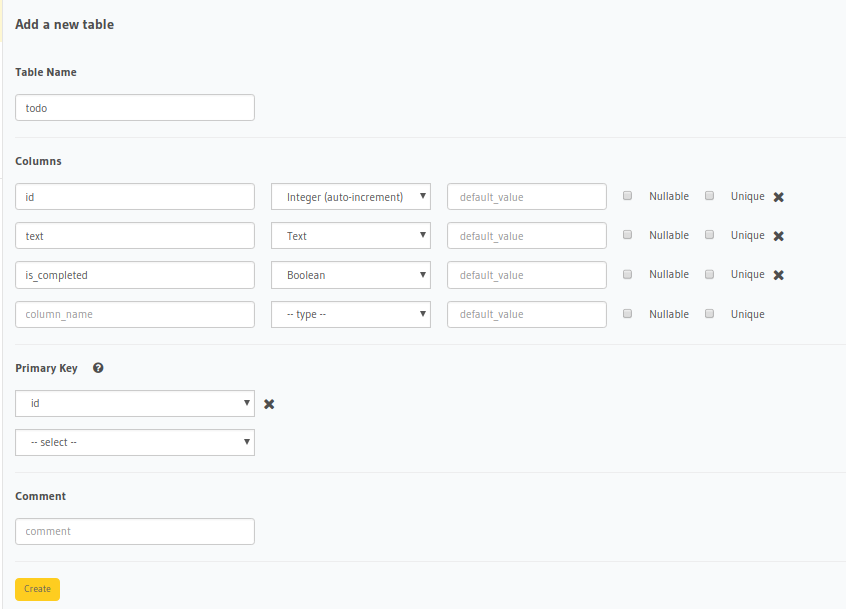 Add a new table
Table Name
todo
Columns
id Integer (auto-increment) default_value Nullable Unique
text Text default_value Nullable Unique
is_completed Boolean default_value Nullable Unique
column_name -- type -- default_value Nullable Unique
Primary Key
id
-- select --
Comment
comment
Create